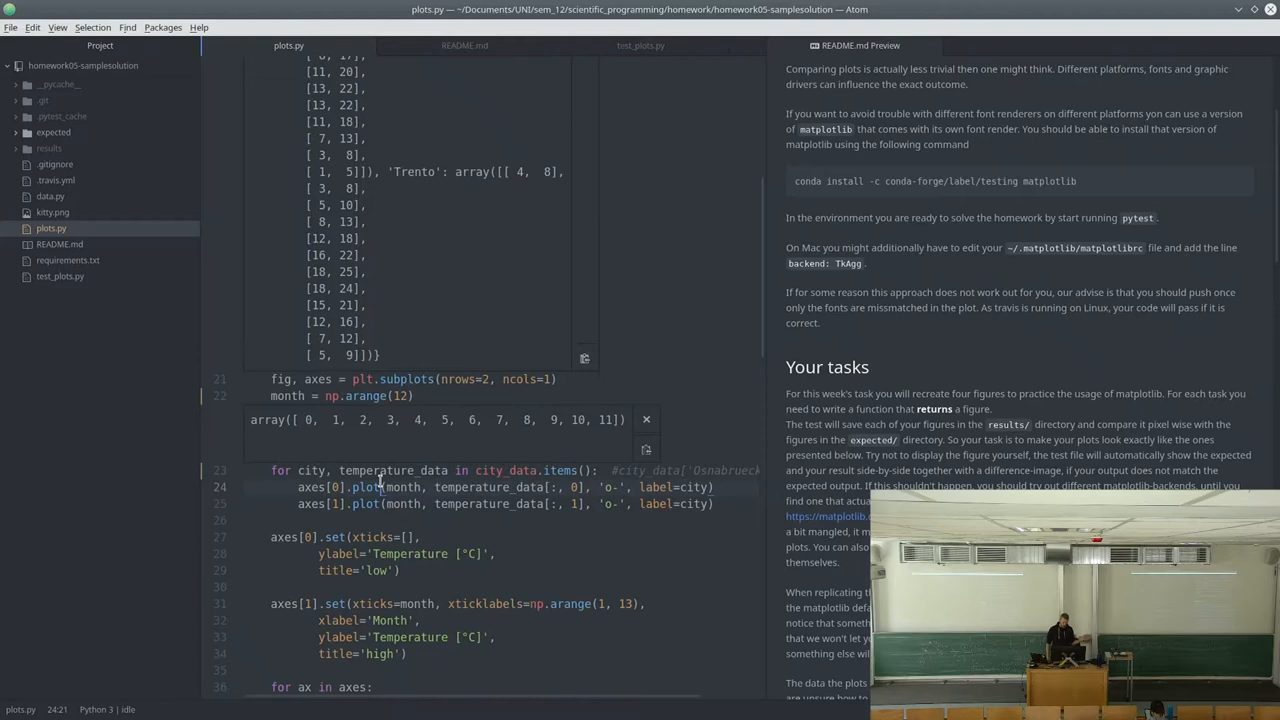 plots.py — ~/Documents/UNI/sem_12/scientific_programming/homework/homework05-samplesolution — Atom
File Edit View Selection Find Packages Help
Project
plots.py
README.md
test_plots.py
README.md Preview
homework05-samplesolution
__pycache__
.git
.pytest_cache
expected
results
.gitignore
.travis.yml
data.py
kitty.png
plots.py
README.md
requirements.txt
test_plots.py
[11, 20],
[13, 22],
[13, 22],
[11, 18],
[ 7, 13],
[ 3,  8],
[ 1,  5]]), 'Trento': array([[ 4,  8],
[ 3,  8],
[ 5, 10],
[ 8, 13],
[12, 18],
[16, 22],
[18, 25],
[18, 24],
[15, 21],
[12, 16],
[ 7, 12],
[ 5,  9]])}
21 fig, axes = plt.subplots(nrows=2, ncols=1)
22 month = np.arange(12)
array([ 0,  1,  2,  3,  4,  5,  6,  7,  8,  9, 10, 11])
23 for city, temperature_data in city_data.items():  #city_data['Osnabrueck
24 axes[0].plot(month, temperature_data[:, 0], 'o-', label=city)
25 axes[1].plot(month, temperature_data[:, 1], 'o-', label=city)
26
27 axes[0].set(xticks=[],
28 ylabel='Temperature [°C]',
29 title='low')
30
31 axes[1].set(xticks=month, xticklabels=np.arange(1, 13),
32 xlabel='Month',
33 ylabel='Temperature [°C]',
34 title='high')
35
36 for ax in axes:
Comparing plots is actually less trivial then one might think. Different platforms, fonts and graphic
drivers can influence the exact outcome.
If you want to avoid trouble with different font renderers on different platforms yon can use a version
of matplotlib that comes with its own font render. You should be able to install that version of
matplotlib using the following command
conda install -c conda-forge/label/testing matplotlib
In the environment you are ready to solve the homework by start running pytest.
On Mac you might additionally have to edit your ~/.matplotlib/matplotlibrc file and add the line
backend: TkAgg.
If for some reason this approach does not work out for you, our advise is that you should push once
only the fonts are missmatched in the plot. As travis is running on Linux, your code will pass if it is
correct.
Your tasks
For this week's task you will recreate four figures to practice the usage of matplotlib. For each task you
need to write a function that returns a figure.
The test will save each of your figures in the results/ directory and compare it pixel wise with the
figures in the expected/ directory. So your task is to make your plots look exactly like the ones
presented below. Try not to display the figure yourself, the test file will automatically show the expected
and your result side-by-side together with a difference-image, if your output does not match the
expected output. If this shouldn't happen, you should try out different matplotlib-backends, until you
find one that actua
https://matplotlib.
a bit mangled, it m
plots. You can also
themselves.
When replicating th
the matplotlib defa
notice that someth
that we won't let yo
something else will
The data the plots
are unsure how to
plots.py 24:21 Python 3 | idle